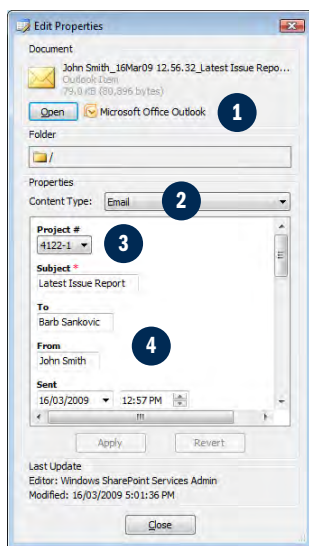 Edit Properties
Document
John Smith_16Mar09 12.56.32_Latest Issue Repo...
Outlook Item
79.0 KB (80,896 bytes)
Open Microsoft Office Outlook 1
Folder
/
Properties
Content Type: Email 2
Project #
4122-1 3
Subject *
Latest Issue Report
To
Barb Sankovic
From
John Smith 4
Sent
16/03/2009 12:57 PM
Apply Revert
Last Update
Editor: Windows SharePoint Services Admin
Modified: 16/03/2009 5:01:36 PM
Close